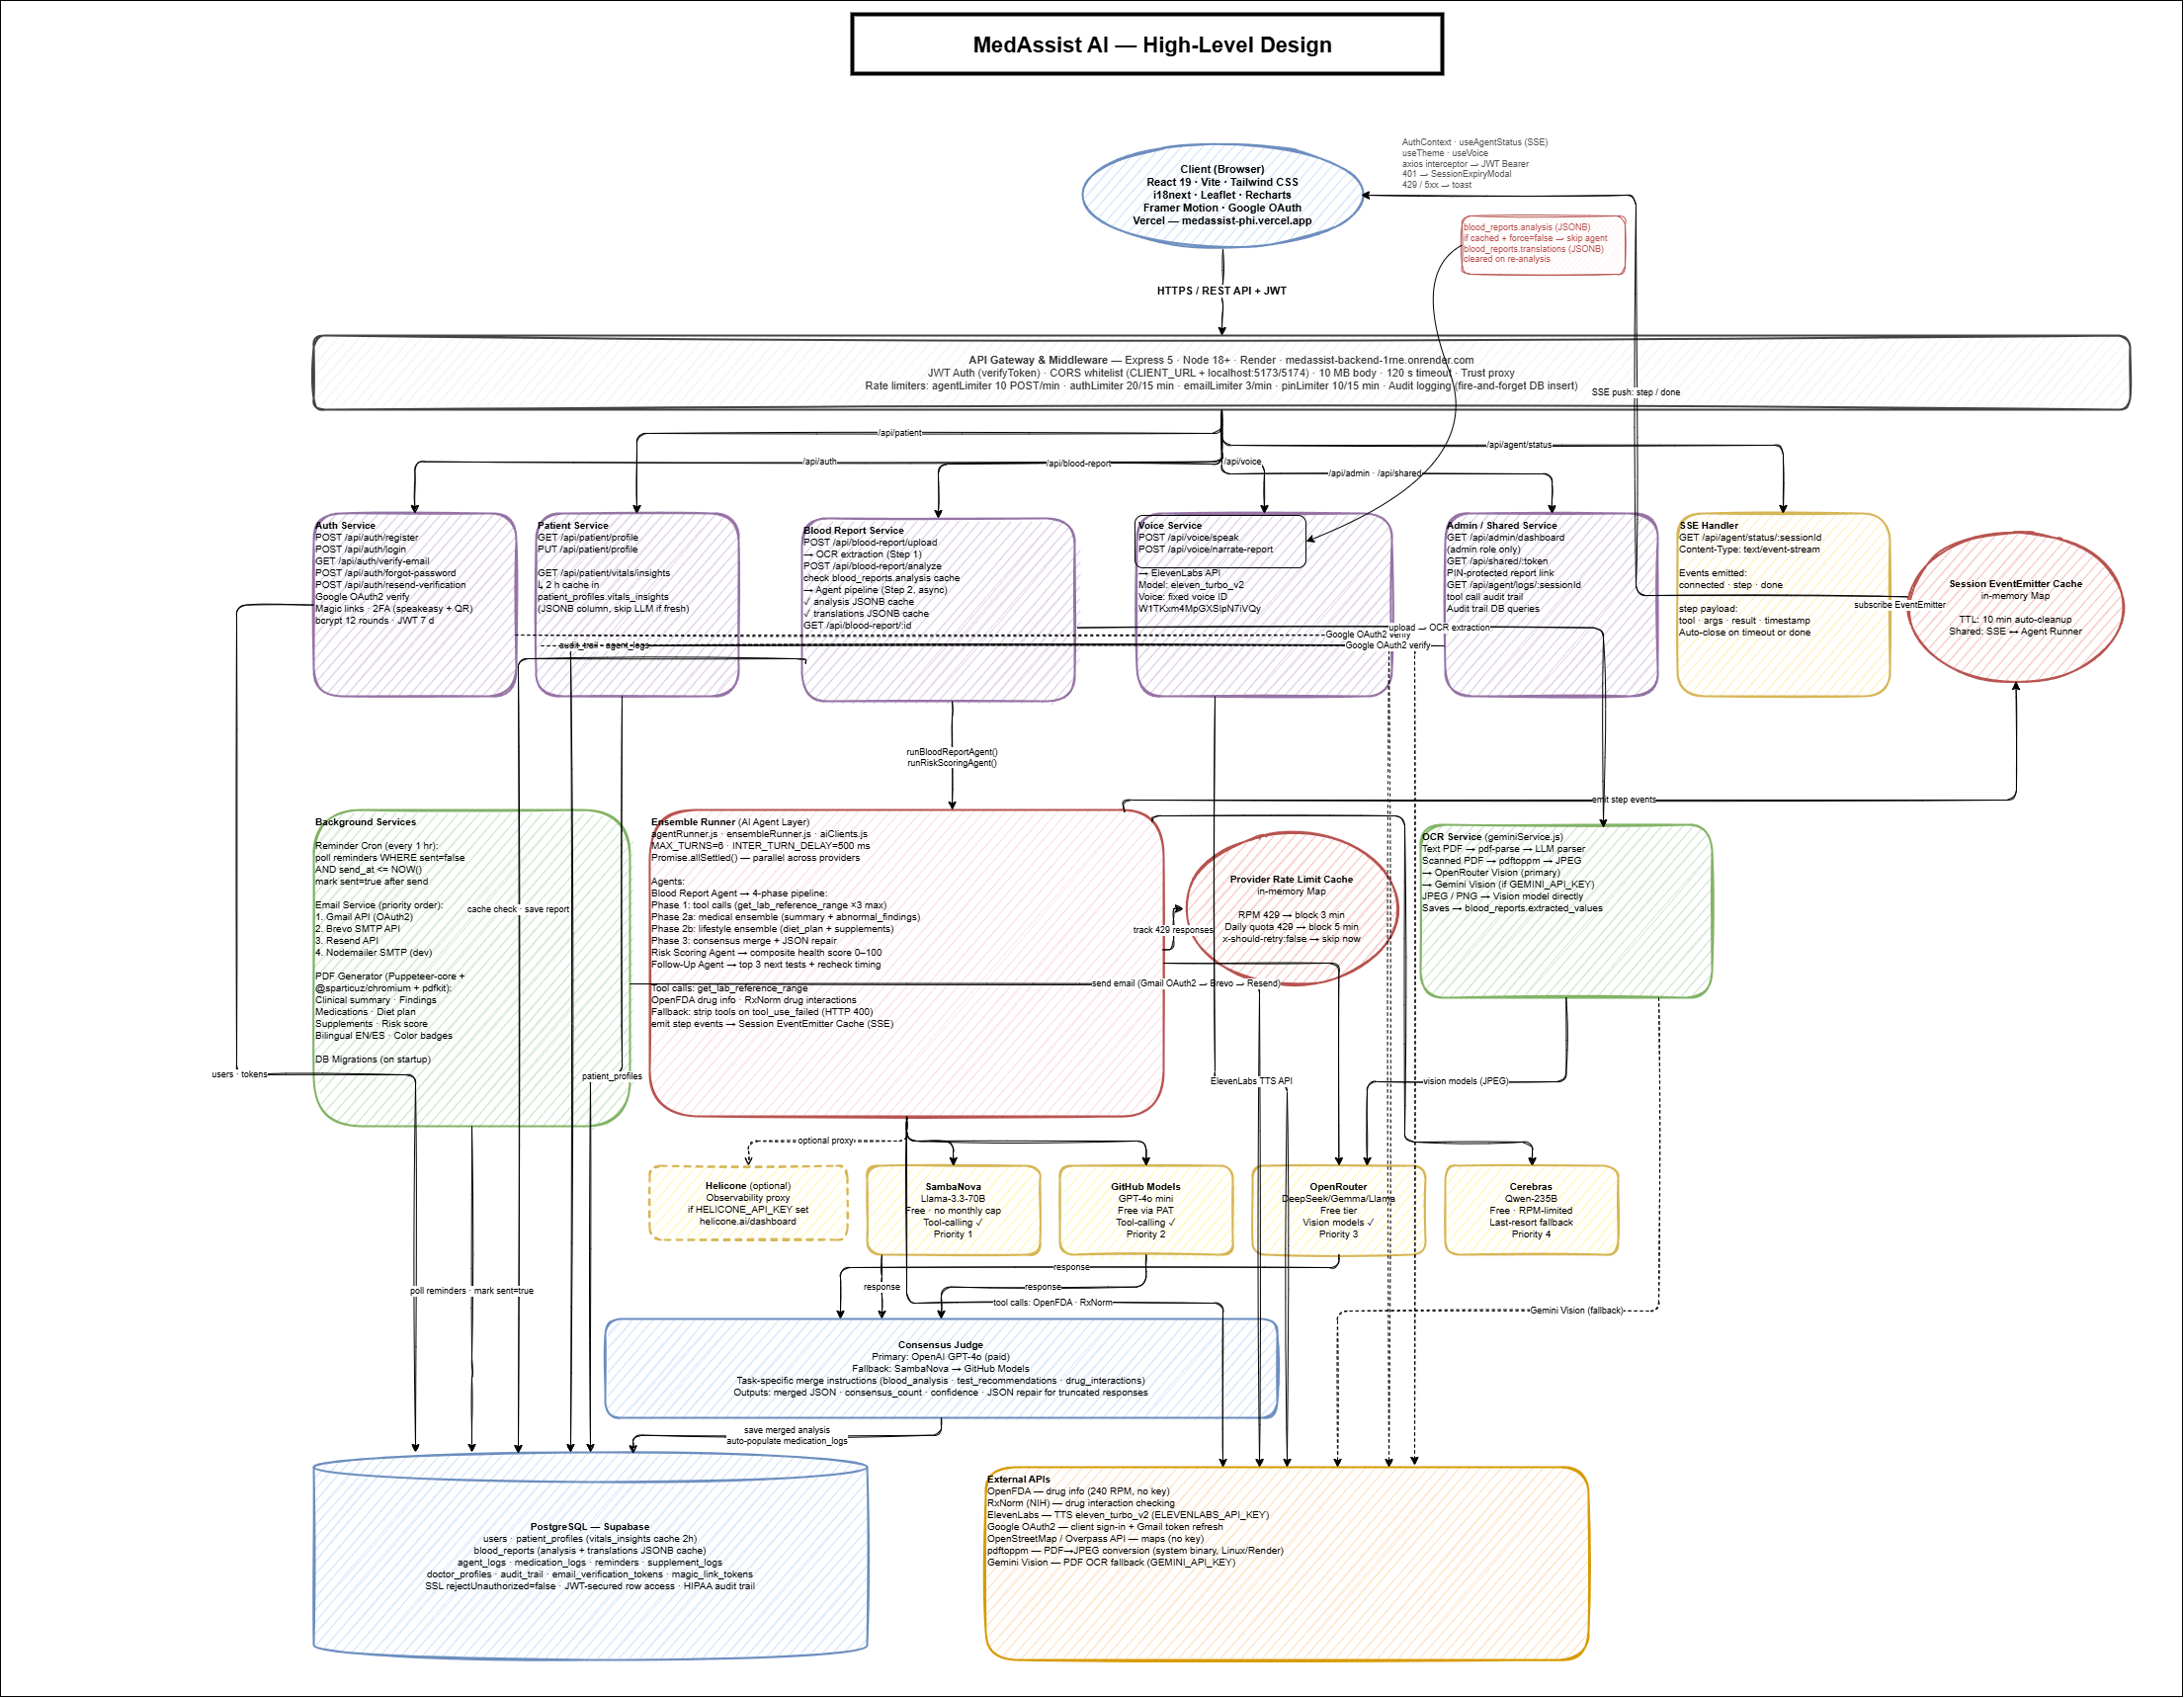 MedAssist AI — High-Level Design
AuthContext · useAgentStatus (SSE)
useTheme · useVoice
axios interceptor → JWT Bearer
401 → SessionExpiryModal
429 / 5xx → toast
Client (Browser)
React 19 · Vite · Tailwind CSS
i18next · Leaflet · Recharts
Framer Motion · Google OAuth
Vercel — medassist-phi.vercel.app
blood_reports.analysis (JSONB)
if cached + force=false → skip agent
blood_reports.translations (JSONB)
cleared on re-analysis
HTTPS / REST API + JWT
API Gateway & Middleware — Express 5 · Node 18+ · Render · medassist-backend-1rne.onrender.com
JWT Auth (verifyToken) · CORS whitelist (CLIENT_URL + localhost:5173/5174) · 10 MB body · 120 s timeout · Trust proxy
Rate limiters: agentLimiter 10 POST/min · authLimiter 20/15 min · emailLimiter 3/min · pinLimiter 10/15 min · Audit logging (fire-and-forget DB insert)
SSE push: step / done
/api/patient
/api/agent/status
/api/auth
/api/blood-report
/api/voice
/api/admin · /api/shared
Auth Service
POST /api/auth/register
POST /api/auth/login
GET /api/auth/verify-email
POST /api/auth/forgot-password
POST /api/auth/resend-verification
Google OAuth2 verify
Magic links · 2FA (speakeasy + QR)
bcrypt 12 rounds · JWT 7 d
Patient Service
GET /api/patient/profile
PUT /api/patient/profile
GET /api/patient/vitals/insights
↳ 2 h cache in
patient_profiles.vitals_insights
(JSONB column, skip LLM if fresh)
Blood Report Service
POST /api/blood-report/upload
→ OCR extraction (Step 1)
POST /api/blood-report/analyze
check blood_reports.analysis cache
→ Agent pipeline (Step 2, async)
✓ analysis JSONB cache
✓ translations JSONB cache
GET /api/blood-report/:id
Voice Service
POST /api/voice/speak
POST /api/voice/narrate-report
→ ElevenLabs API
Model: eleven_turbo_v2
Voice: fixed voice ID
W1TKxm4MpGXSlpN7iVQy
Admin / Shared Service
GET /api/admin/dashboard
(admin role only)
GET /api/shared/:token
PIN-protected report link
GET /api/agent/logs/:sessionId
tool call audit trail
Audit trail DB queries
SSE Handler
GET /api/agent/status/:sessionId
Content-Type: text/event-stream
Events emitted:
connected · step · done
step payload:
tool · args · result · timestamp
Auto-close on timeout or done
Session EventEmitter Cache
in-memory Map
TTL: 10 min auto-cleanup
Shared: SSE ↔ Agent Runner
subscribe EventEmitter
upload → OCR extraction
Google OAuth2 verify
audit_trail · agent_logs
Google OAuth2 verify
runBloodReportAgent()
runRiskScoringAgent()
emit step events
Background Services
Reminder Cron (every 1 hr):
poll reminders WHERE sent=false
AND send_at <= NOW()
mark sent=true after send
Email Service (priority order):
1. Gmail API (OAuth2)
2. Brevo SMTP API
3. Resend API
4. Nodemailer SMTP (dev)
PDF Generator (Puppeteer-core +
@sparticuz/chromium + pdfkit):
Clinical summary · Findings
Medications · Diet plan
Supplements · Risk score
Bilingual EN/ES · Color badges
DB Migrations (on startup)
cache check · save report
Ensemble Runner (AI Agent Layer)
agentRunner.js · ensembleRunner.js · aiClients.js
MAX_TURNS=6 · INTER_TURN_DELAY=500 ms
Promise.allSettled() — parallel across providers
Agents:
Blood Report Agent → 4-phase pipeline:
Phase 1: tool calls (get_lab_reference_range ×3 max)
Phase 2a: medical ensemble (summary + abnormal_findings)
Phase 2b: lifestyle ensemble (diet_plan + supplements)
Phase 3: consensus merge + JSON repair
Risk Scoring Agent → composite health score 0–100
Follow-Up Agent → top 3 next tests + recheck timing
Tool calls: get_lab_reference_range
OpenFDA drug info · RxNorm drug interactions
Fallback: strip tools on tool_use_failed (HTTP 400)
emit step events → Session EventEmitter Cache (SSE)
Provider Rate Limit Cache
in-memory Map
RPM 429 → block 3 min
Daily quota 429 → block 5 min
x-should-retry:false → skip now
track 429 responses
send email (Gmail OAuth2 → Brevo → Resend)
OCR Service (geminiService.js)
Text PDF → pdf-parse → LLM parser
Scanned PDF → pdftoppm → JPEG
→ OpenRouter Vision (primary)
→ Gemini Vision (if GEMINI_API_KEY)
JPEG / PNG → Vision model directly
Saves → blood_reports.extracted_values
users · tokens
patient_profiles
ElevenLabs TTS API
vision models (JPEG)
optional proxy
Helicone (optional)
Observability proxy
if HELICONE_API_KEY set
helicone.ai/dashboard
SambaNova
Llama-3.3-70B
Free · no monthly cap
Tool-calling ✓
Priority 1
GitHub Models
GPT-4o mini
Free via PAT
Tool-calling ✓
Priority 2
OpenRouter
DeepSeek/Gemma/Llama
Free tier
Vision models ✓
Priority 3
Cerebras
Qwen-235B
Free · RPM-limited
Last-resort fallback
Priority 4
response
response
response
poll reminders · mark sent=true
tool calls: OpenFDA · RxNorm
Gemini Vision (fallback)
Consensus Judge
Primary: OpenAI GPT-4o (paid)
Fallback: SambaNova → GitHub Models
Task-specific merge instructions (blood_analysis · test_recommendations · drug_interactions)
Outputs: merged JSON · consensus_count · confidence · JSON repair for truncated responses
save merged analysis
auto-populate medication_logs
PostgreSQL — Supabase
users · patient_profiles (vitals_insights cache 2h)
blood_reports (analysis + translations JSONB cache)
agent_logs · medication_logs · reminders · supplement_logs
doctor_profiles · audit_trail · email_verification_tokens · magic_link_tokens
SSL rejectUnauthorized=false · JWT-secured row access · HIPAA audit trail
External APIs
OpenFDA — drug info (240 RPM, no key)
RxNorm (NIH) — drug interaction checking
ElevenLabs — TTS eleven_turbo_v2 (ELEVENLABS_API_KEY)
Google OAuth2 — client sign-in + Gmail token refresh
OpenStreetMap / Overpass API — maps (no key)
pdftoppm — PDF→JPEG conversion (system binary, Linux/Render)
Gemini Vision — PDF OCR fallback (GEMINI_API_KEY)